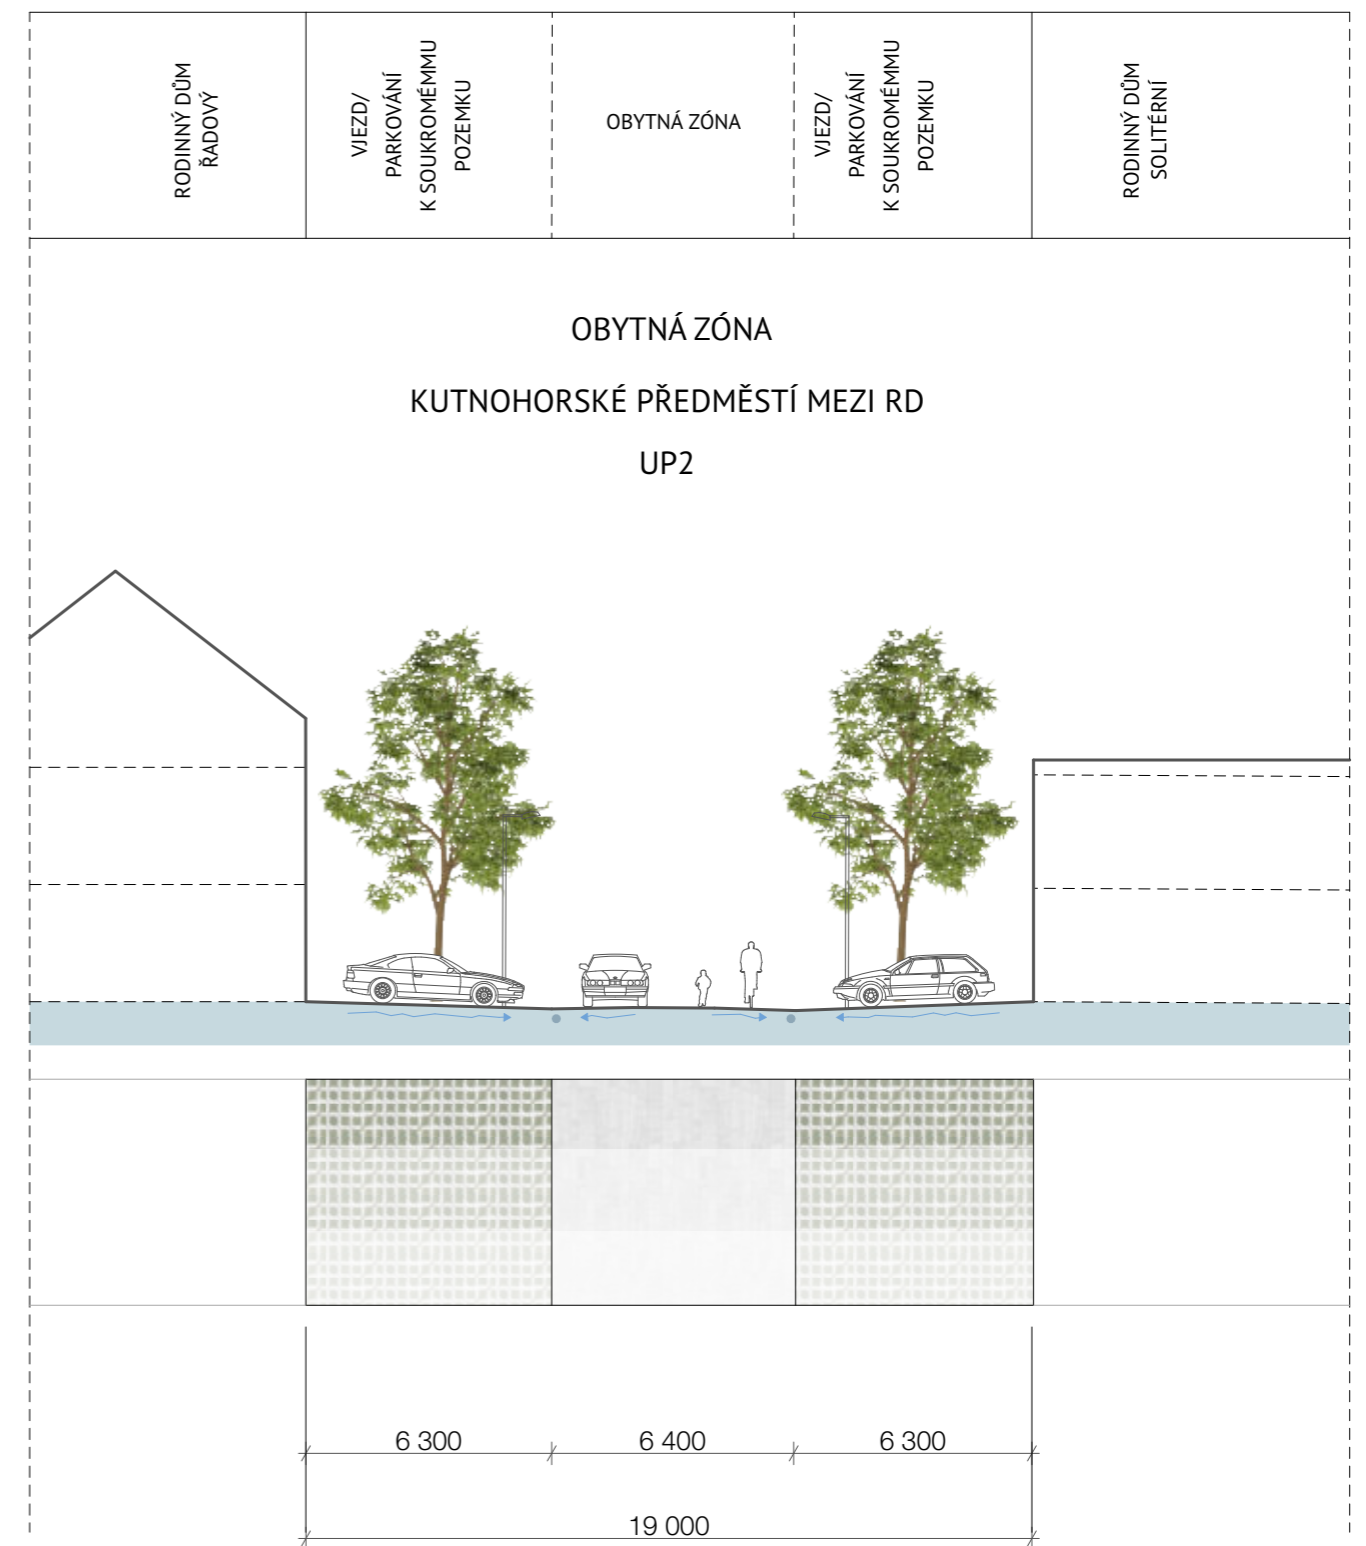 RODINNÝ DŮM
ŘADOVÝ
VJEZD/
PARKOVÁNÍ
K SOUKROMÉMMU
POZEMKU
OBYTNÁ ZÓNA
VJEZD/
PARKOVÁNÍ
K SOUKROMÉMMU
POZEMKU
RODINNÝ DŮM
SOLITÉRNÍ
OBYTNÁ ZÓNA
KUTNOHORSKÉ PŘEDMĚSTÍ MEZI RD
UP2
6 300
6 400
6 300
19 000